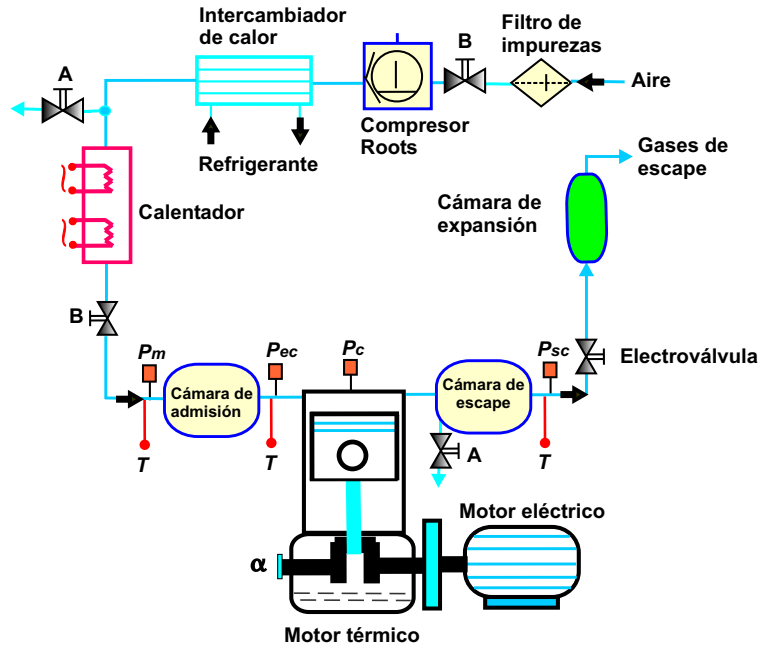 Intercambiador
de calor
B
Filtro de
impurezas
A
Aire
Compresor
Roots
Refrigerante
Gases de
escape
Calentador
Cámara de
expansión
B
Pm
Pec
Pc
Psc
Electroválvula
Cámara de
admisión
Cámara de
escape
T
T
A
T
Motor eléctrico
α
Motor térmico